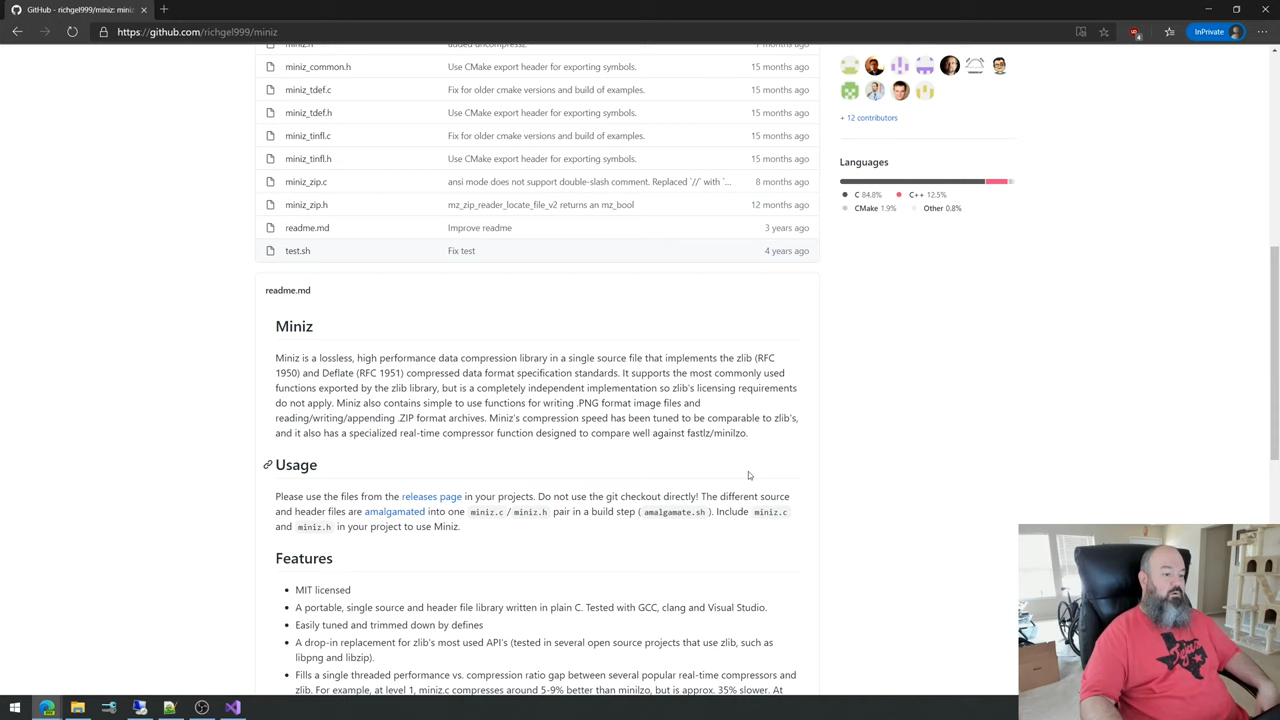 GitHub - richgel999/miniz: mini
https://github.com/richgel999/miniz
InPrivate
miniz.h added uncompress2. 7 months ago
miniz_common.h Use CMake export header for exporting symbols. 15 months ago
miniz_tdef.c Fix for older cmake versions and build of examples. 15 months ago
miniz_tdef.h Use CMake export header for exporting symbols. 15 months ago
miniz_tinfl.c Fix for older cmake versions and build of examples. 15 months ago
miniz_tinfl.h Use CMake export header for exporting symbols. 15 months ago
miniz_zip.c ansi mode does not support double-slash comment. Replaced `//` with `… 8 months ago
miniz_zip.h mz_zip_reader_locate_file_v2 returns an mz_bool 12 months ago
readme.md Improve readme 3 years ago
test.sh Fix test 4 years ago
+ 12 contributors
Languages
C 84.8% C++ 12.5%
CMake 1.9% Other 0.8%
readme.md
Miniz
Miniz is a lossless, high performance data compression library in a single source file that implements the zlib (RFC
1950) and Deflate (RFC 1951) compressed data format specification standards. It supports the most commonly used
functions exported by the zlib library, but is a completely independent implementation so zlib's licensing requirements
do not apply. Miniz also contains simple to use functions for writing .PNG format image files and
reading/writing/appending .ZIP format archives. Miniz's compression speed has been tuned to be comparable to zlib's,
and it also has a specialized real-time compressor function designed to compare well against fastlz/minilzo.
Usage
Please use the files from the releases page in your projects. Do not use the git checkout directly! The different source
and header files are amalgamated into one miniz.c / miniz.h pair in a build step ( amalgamate.sh ). Include miniz.c
and miniz.h in your project to use Miniz.
Features
MIT licensed
A portable, single source and header file library written in plain C. Tested with GCC, clang and Visual Studio.
Easily tuned and trimmed down by defines
A drop-in replacement for zlib's most used API's (tested in several open source projects that use zlib, such as
libpng and libzip).
Fills a single threaded performance vs. compression ratio gap between several popular real-time compressors and
zlib. For example, at level 1, miniz.c compresses around 5-9% better than minilzo, but is approx. 35% slower. At